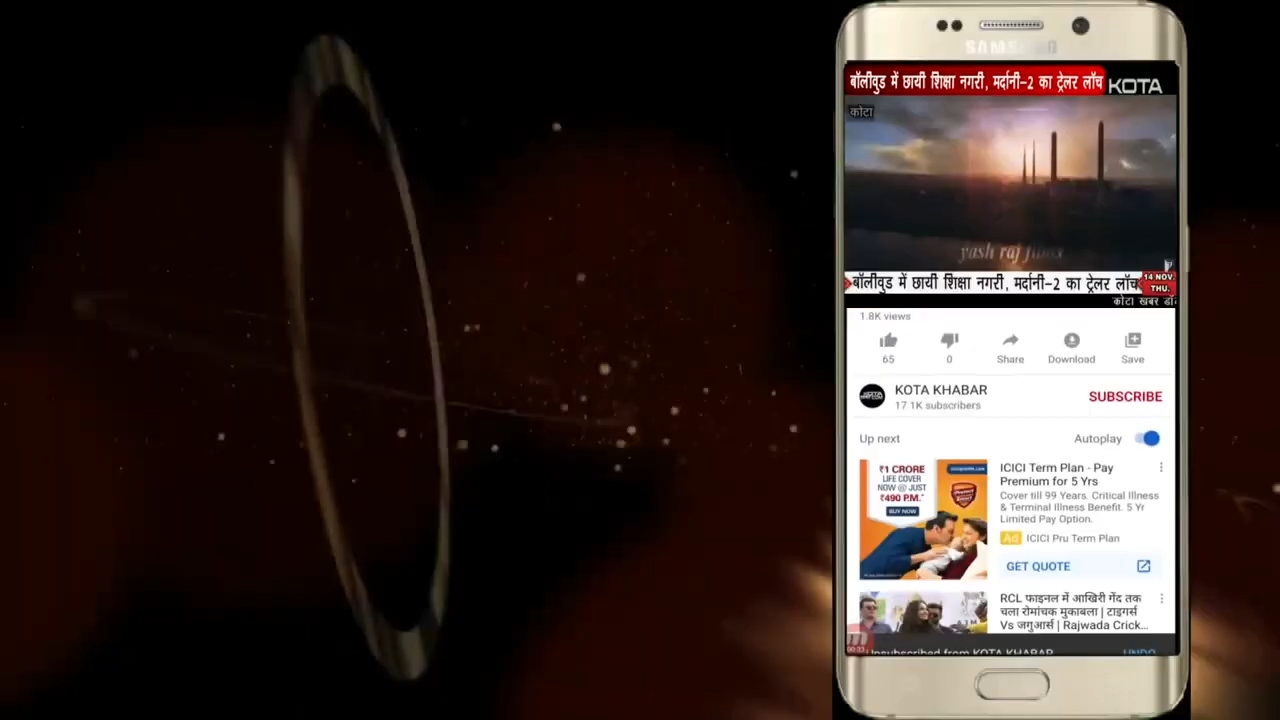 SAMSUNG
बॉलीवुड में छायी शिक्षा नगरी, मर्दानी-2 का ट्रेलर लॉच
KOTA
कोटा
yash raj films
बॉलीवुड में छायी शिक्षा नगरी, मर्दानी-2 का ट्रेलर लॉच
14 NOV.
THU.
कोटा खबर
1.8K views
65
0
Share
Download
Save
KOTA KHABAR
17.1K subscribers
SUBSCRIBE
Up next
Autoplay
₹1 CRORE
LIFE COVER
NOW @ JUST
₹490 P.M.*
BUY NOW
ICICI Term Plan - Pay
Premium for 5 Yrs
Cover till 99 Years. Critical Illness
& Terminal Illness Benefit. 5 Yr
Limited Pay Option.
Ad ICICI Pru Term Plan
GET QUOTE
RCL फाइनल में आखिरी गेंद तक
चला रोमांचक मुकाबला | टाइगर्स
Vs जगुआर्स | Rajwada Crick...
00:33
Unsubscribed from KOTA KHABAR
UNDO